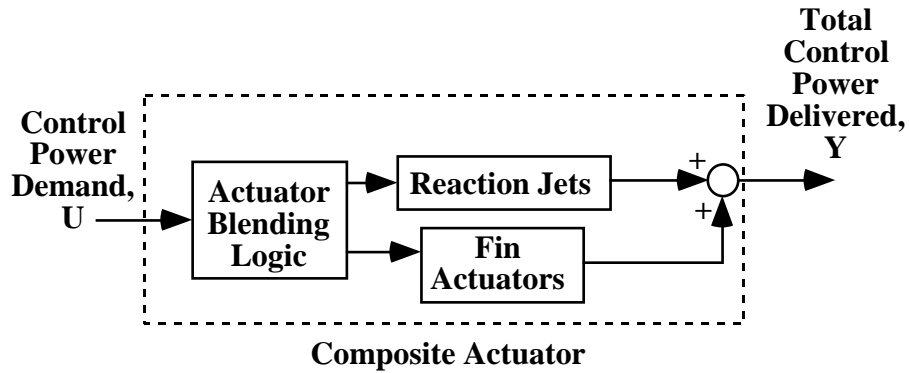 Total
Control
Power
Delivered,
Y
Control
Power
Demand,
U
Actuator
Blending
Logic
Reaction Jets
+
+
Fin
Actuators
Composite Actuator